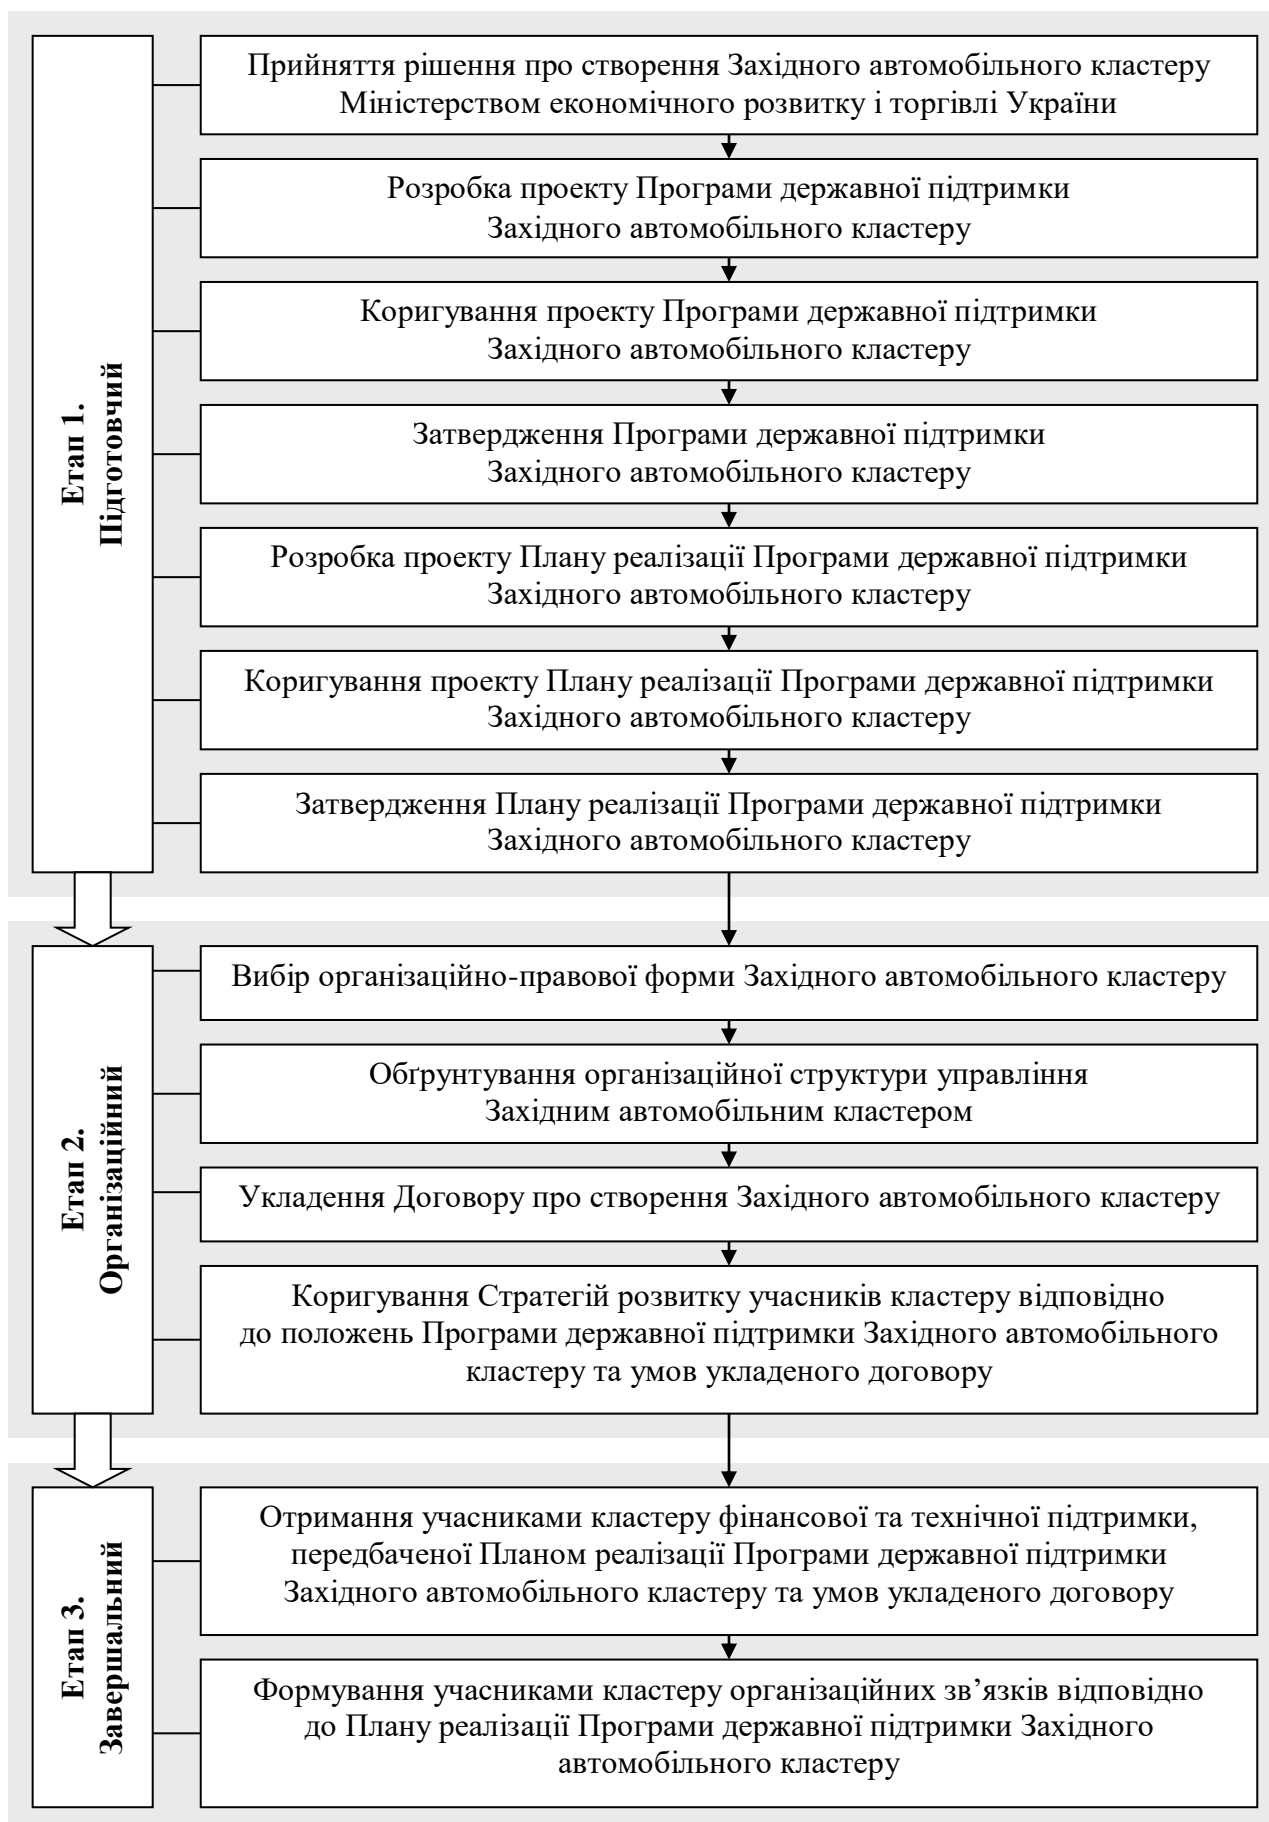 Етап 1.
Підготовчий
Прийняття рішення про створення Західного автомобільного кластеру
Міністерством економічного розвитку і торгівлі України
Розробка проекту Програми державної підтримки
Західного автомобільного кластеру
Коригування проекту Програми державної підтримки
Західного автомобільного кластеру
Затвердження Програми державної підтримки
Західного автомобільного кластеру
Розробка проекту Плану реалізації Програми державної підтримки
Західного автомобільного кластеру
Коригування проекту Плану реалізації Програми державної підтримки
Західного автомобільного кластеру
Затвердження Плану реалізації Програми державної підтримки
Західного автомобільного кластеру
Етап 2.
Організаційний
Вибір організаційно-правової форми Західного автомобільного кластеру
Обґрунтування організаційної структури управління
Західним автомобільним кластером
Укладення Договору про створення Західного автомобільного кластеру
Коригування Стратегій розвитку учасників кластеру відповідно
до положень Програми державної підтримки Західного автомобільного
кластеру та умов укладеного договору
Етап 3.
Завершальний
Отримання учасниками кластеру фінансової та технічної підтримки,
передбаченої Планом реалізації Програми державної підтримки
Західного автомобільного кластеру та умов укладеного договору
Формування учасниками кластеру організаційних зв’язків відповідно
до Плану реалізації Програми державної підтримки Західного
автомобільного кластеру